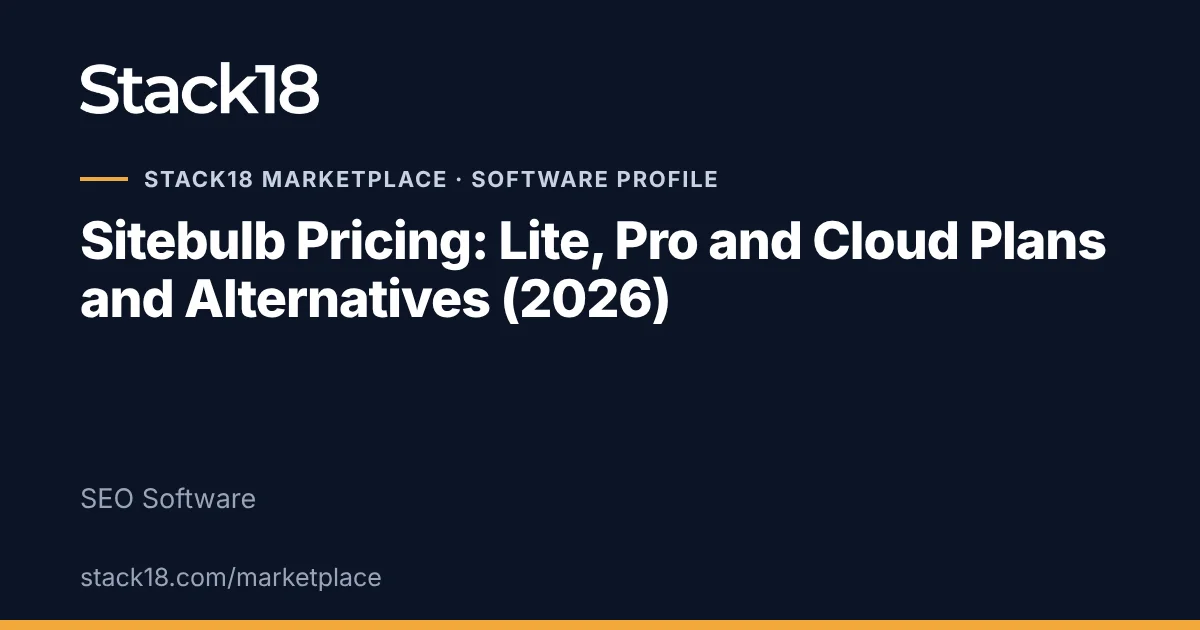 Stack18
STACK18 MARKETPLACE · SOFTWARE PROFILE
Sitebulb Pricing: Lite, Pro and Cloud Plans
and Alternatives (2026)
SEO Software
stack18.com/marketplace